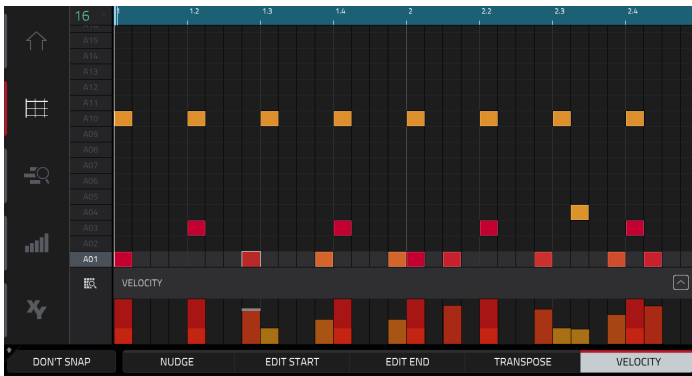 16
1
1.2
1.3
1.4
2
2.2
2.3
2.4
A15
A14
A13
A12
A11
A10
A09
A08
A07
A06
A05
A04
A03
A02
A01
VELOCITY
XY
DON'T SNAP
NUDGE
EDIT START
EDIT END
TRANSPOSE
VELOCITY